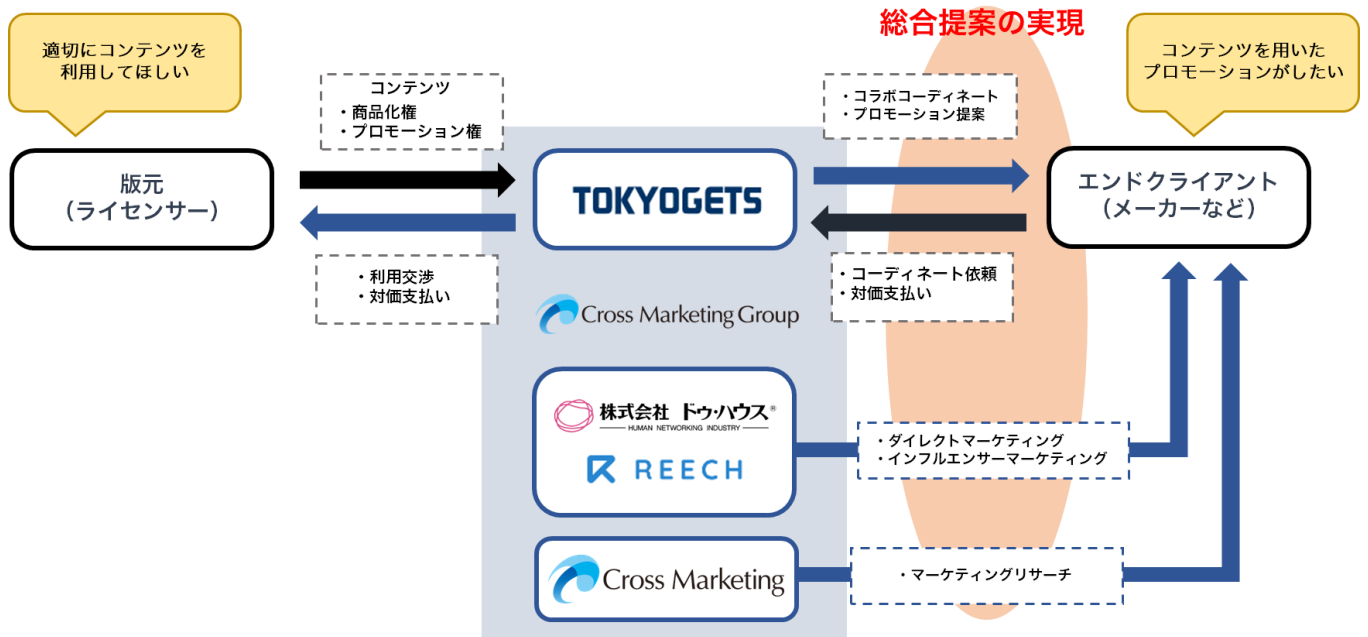 総合提案の実現
適切にコンテンツを
利用してほしい
コンテンツを用いた
プロモーションがしたい
コンテンツ
・商品化権
・プロモーション権
・コラボコーディネート
・プロモーション提案
版元
(ライセンサー)
TOKYOGETS
エンドクライアント
(メーカーなど)
・利用交渉
・対価支払い
・コーディネート依頼
・対価支払い
Cross Marketing Group
株式会社 ドゥ・ハウス®
HUMAN NETWORKING INDUSTRY
REECH
・ダイレクトマーケティング
・インフルエンサーマーケティング
Cross Marketing
・マーケティングリサーチ